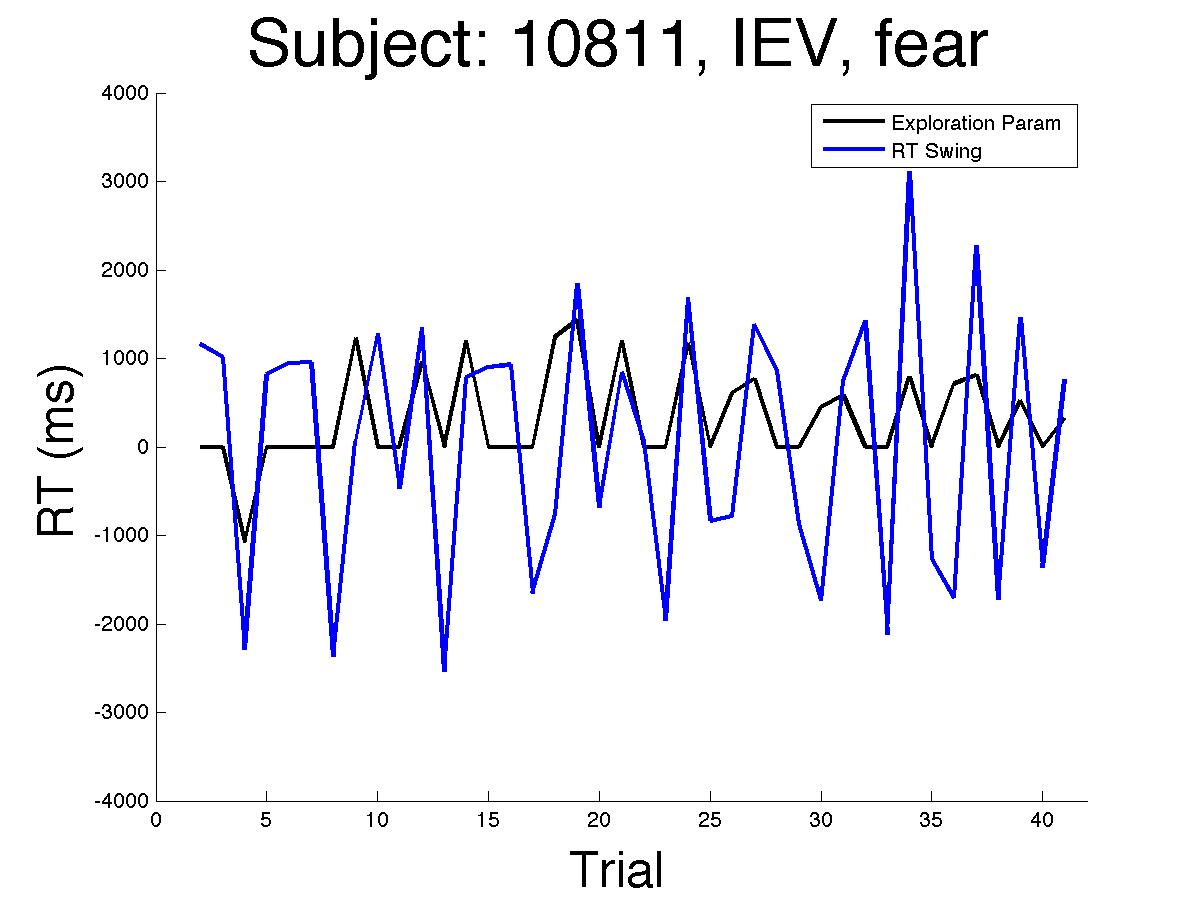 Subject: 10811, IEV, fear
Exploration Param
RT Swing
4000
3000
2000
1000
0
-1000
-2000
-3000
-4000
RT (ms)
0 5 10 15 20 25 30 35 40
Trial